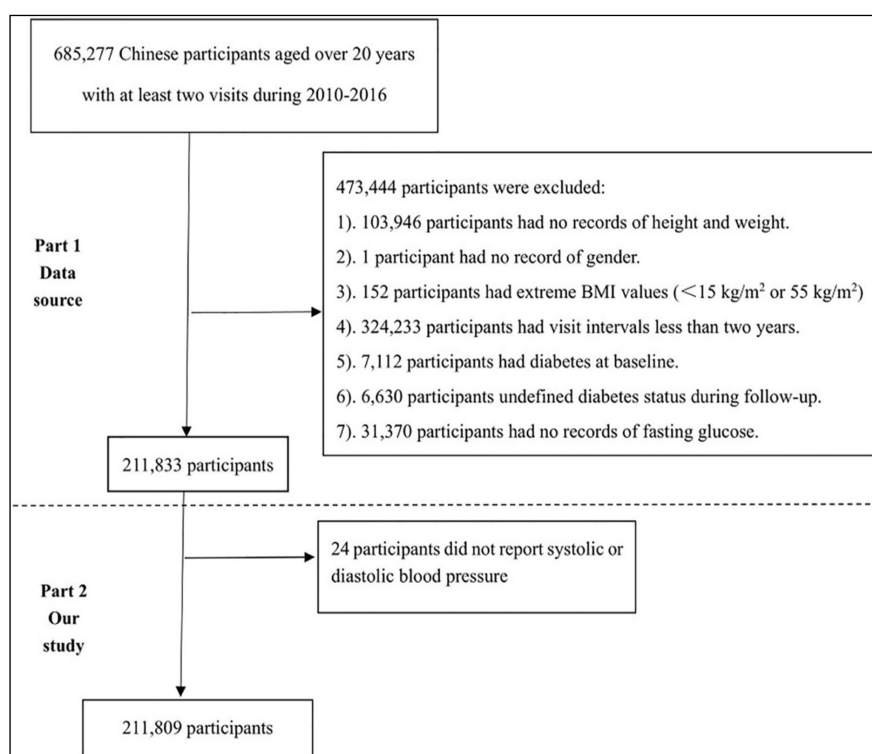 685,277 Chinese participants aged over 20 years
with at least two visits during 2010-2016
473,444 participants were excluded:
1). 103,946 participants had no records of height and weight.
2). 1 participant had no record of gender.
3). 152 participants had extreme BMI values (<15 kg/m² or 55 kg/m²)
4). 324,233 participants had visit intervals less than two years.
5). 7,112 participants had diabetes at baseline.
6). 6,630 participants undefined diabetes status during follow-up.
7). 31,370 participants had no records of fasting glucose.
Part 1
Data
source
211,833 participants
24 participants did not report systolic or
diastolic blood pressure
Part 2
Our
study
211,809 participants